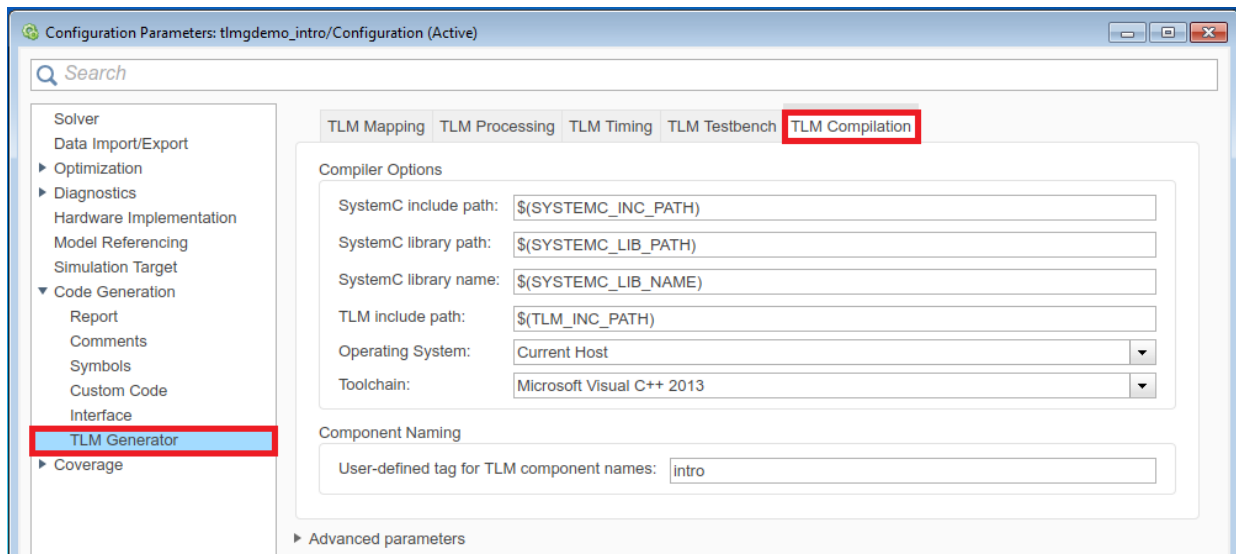 Configuration Parameters: tlmgdemo_intro/Configuration (Active)
Search
Solver
Data Import/Export
Optimization
Diagnostics
Hardware Implementation
Model Referencing
Simulation Target
Code Generation
Report
Comments
Symbols
Custom Code
Interface
TLM Generator
Coverage
TLM Mapping TLM Processing TLM Timing TLM Testbench TLM Compilation
Compiler Options
SystemC include path: $(SYSTEMC_INC_PATH)
SystemC library path: $(SYSTEMC_LIB_PATH)
SystemC library name: $(SYSTEMC_LIB_NAME)
TLM include path: $(TLM_INC_PATH)
Operating System: Current Host
Toolchain: Microsoft Visual C++ 2013
Component Naming
User-defined tag for TLM component names: intro
Advanced parameters